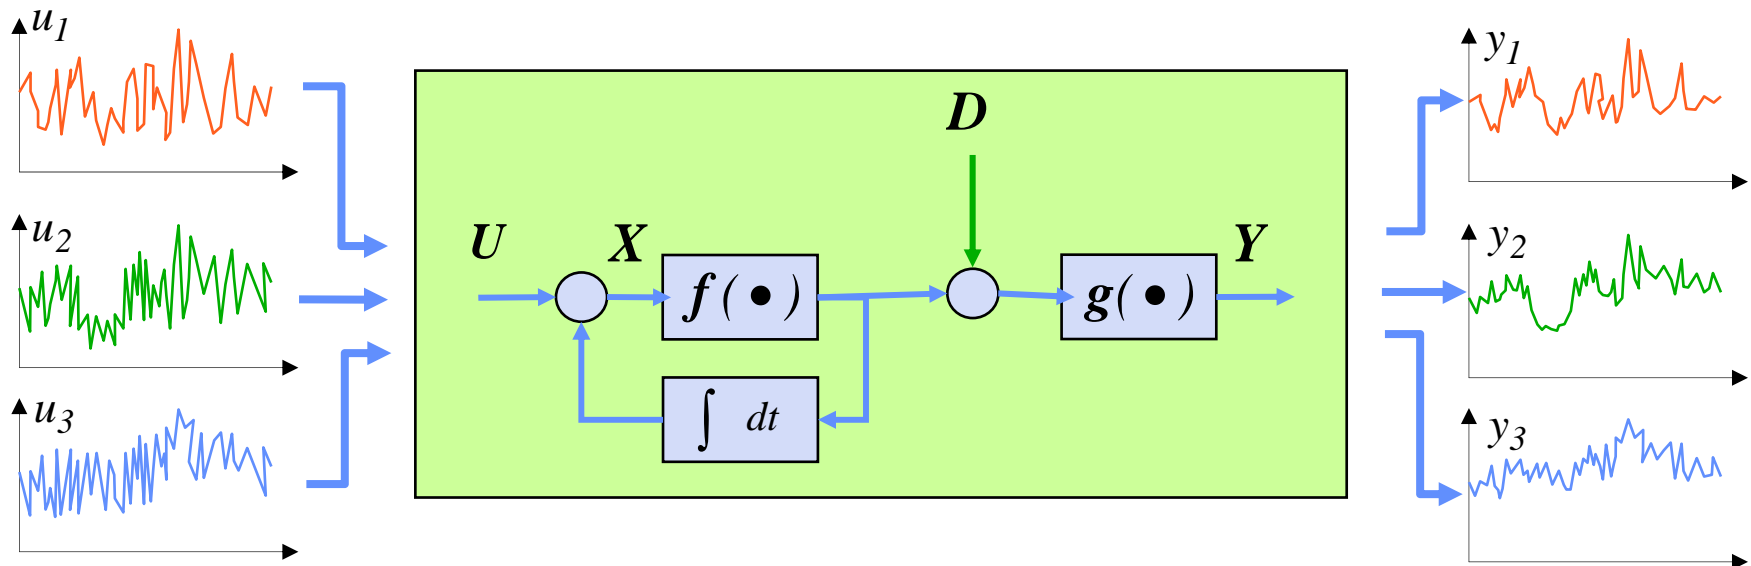 u1
y1
D
u2
U
X
f(•)
g(•)
Y
y2
∫ dt
u3
y3